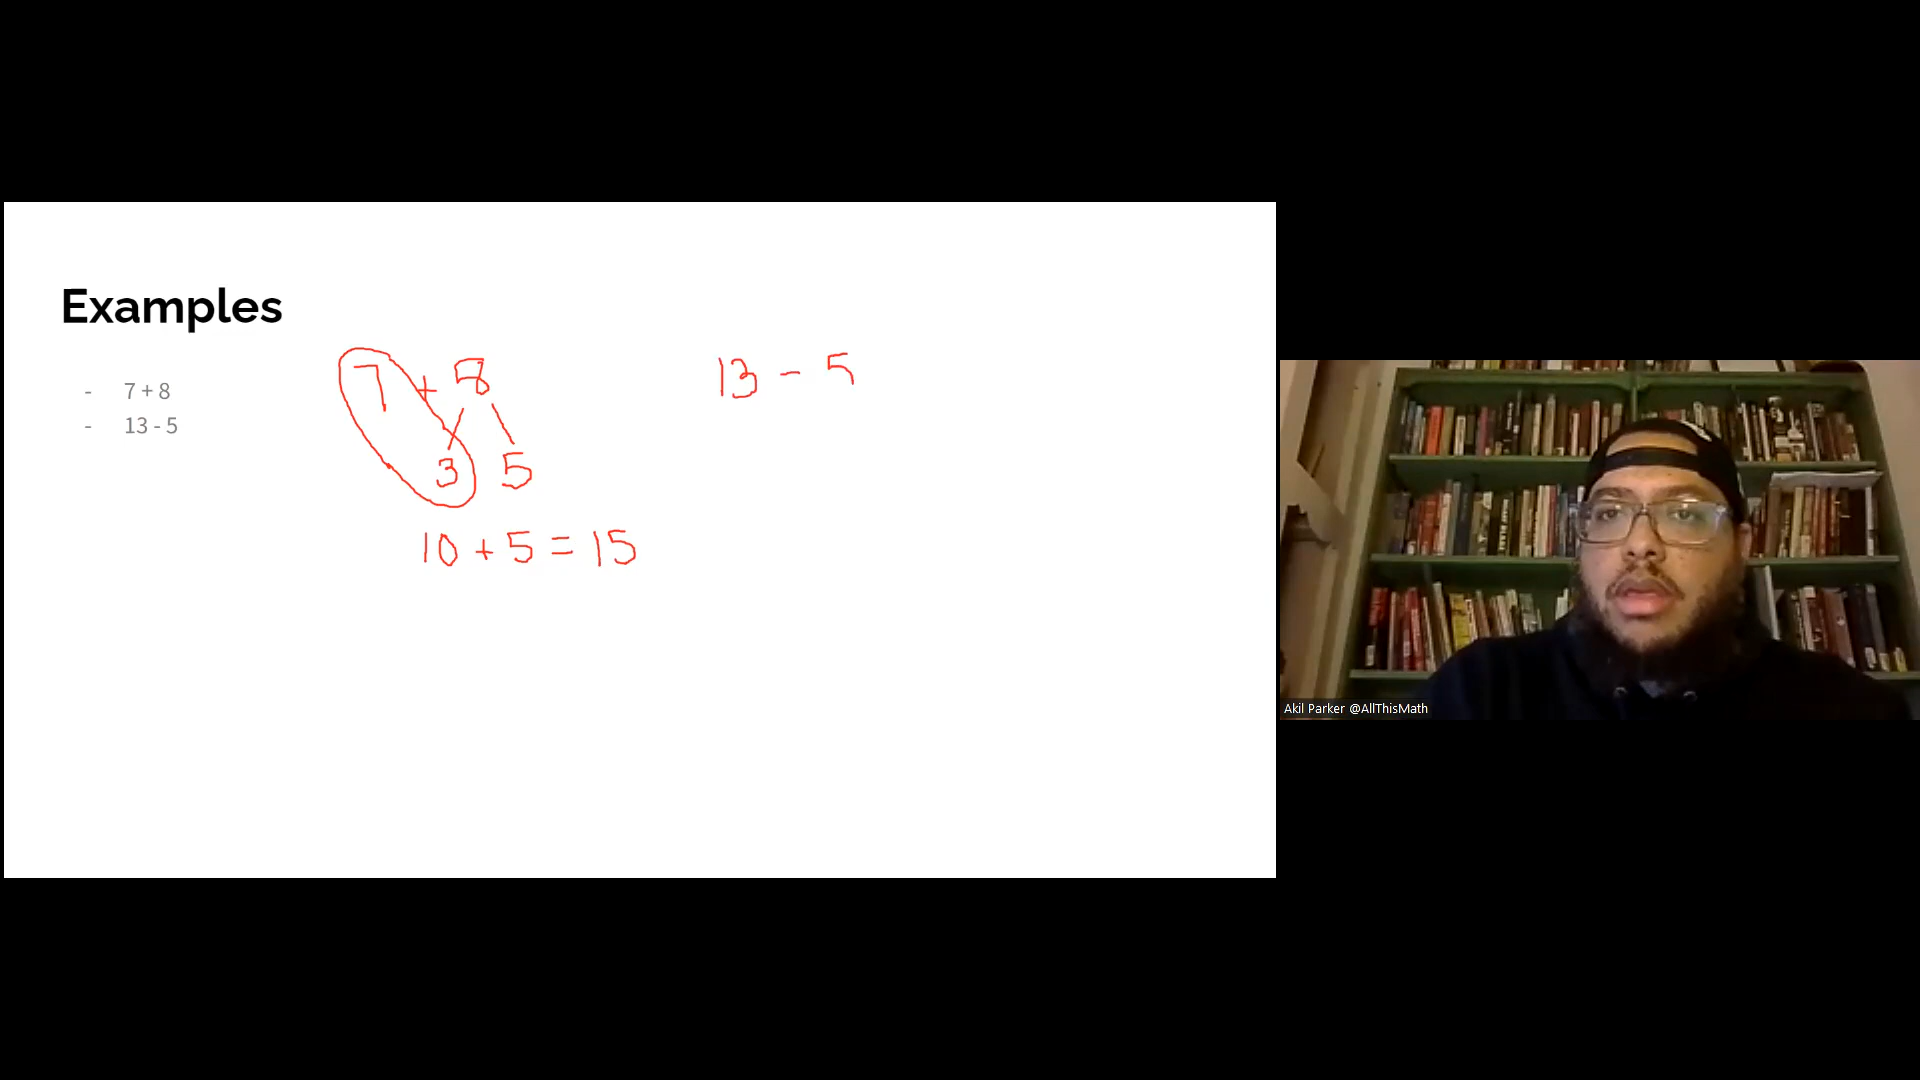 Examples
- 7 + 8
- 13 - 5
7 + 8
3 5
10 + 5 = 15
13 - 5
Akil Parker @AllThisMath